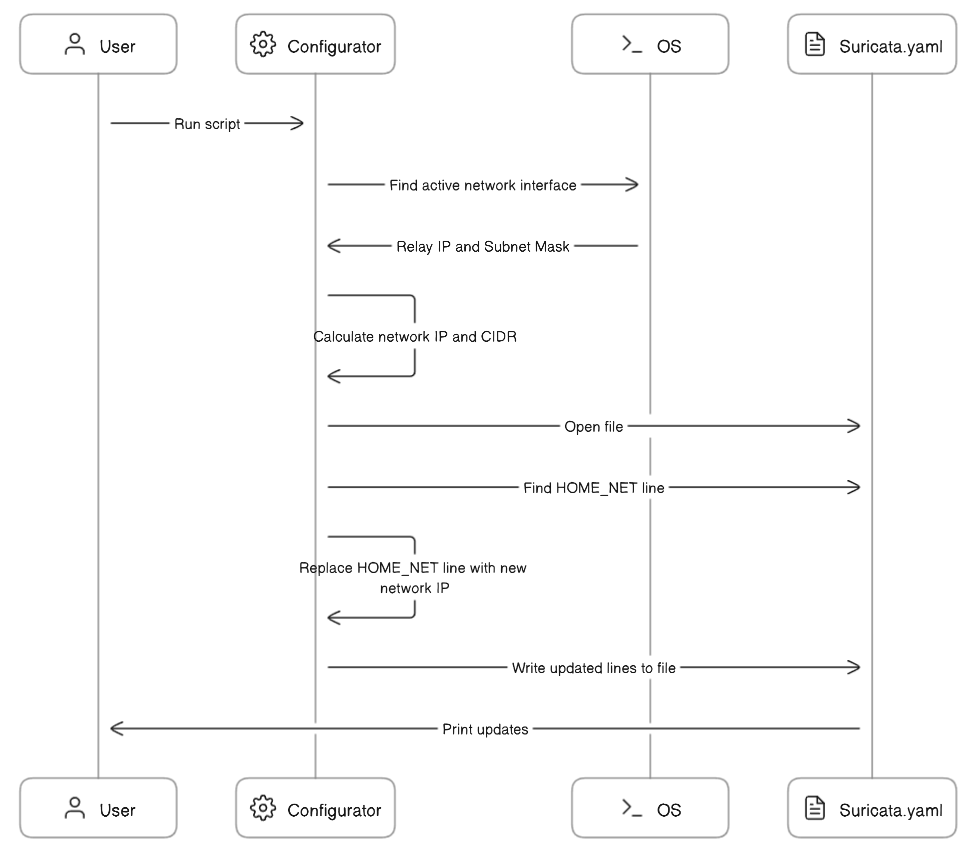 User
Configurator
OS
Suricata.yaml
Run script
Find active network interface
Relay IP and Subnet Mask
Calculate network IP and CIDR
Open file
Find HOME_NET line
Replace HOME_NET line with new
network IP
Write updated lines to file
Print updates
User
Configurator
OS
Suricata.yaml